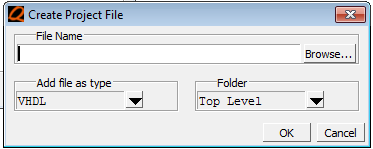 Create Project File
File Name
Browse...
Add file as type
Folder
VHDL
Top Level
OK
Cancel